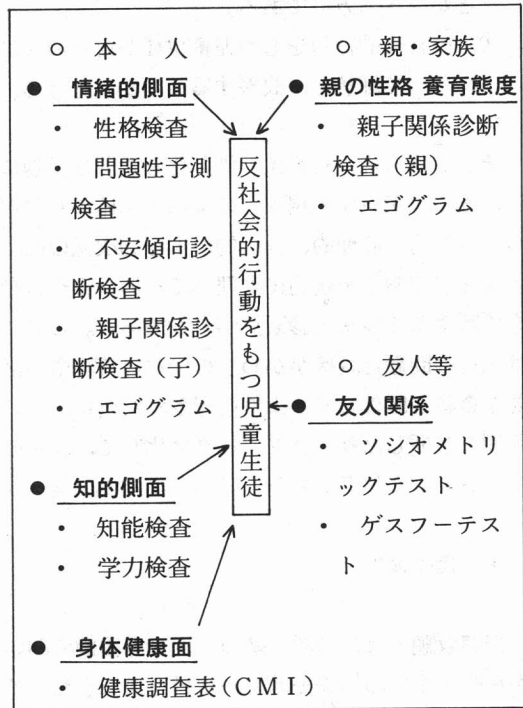 ○ 本 人
● 情緒的側面
・ 性格検査
・ 問題性予測
検査
・ 不安傾向診
断検査
・ 親子関係診
断検査（子）
・ エゴグラム
● 知的側面
・ 知能検査
・ 学力検査
● 身体健康面
・ 健康調査表（ＣＭＩ）
反社会的行動をもつ児童生徒
○ 親・家族
● 親の性格 養育態度
・ 親子関係診断
検査（親）
・ エゴグラム
○ 友人等
● 友人関係
・ ソシオメトリ
ックテスト
・ ゲスフーテス
ト